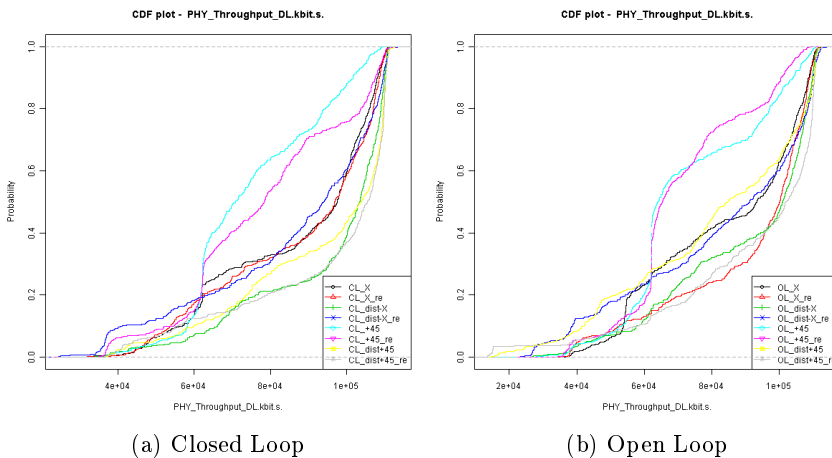 CDF plot - PHY_Throughput_DL.kbit.s.
Probability
0.0
0.2
0.4
0.6
0.8
1.0
CL_X
CL_X_re
CL_dist-X
CL_dist-X_re
CL_+45
CL_+45_re
CL_dist+45
CL_dist+45_re
4e+04
6e+04
8e+04
1e+05
PHY_Throughput_DL.kbit.s.
(a) Closed Loop
CDF plot - PHY_Throughput_DL.kbit.s.
Probability
0.0
0.2
0.4
0.6
0.8
1.0
OL_X
OL_X_re
OL_dist-X
OL_dist-X_re
OL_+45
OL_+45_re
OL_dist+45
OL_dist+45_re
2e+04
4e+04
6e+04
8e+04
1e+05
PHY_Throughput_DL.kbit.s.
(b) Open Loop